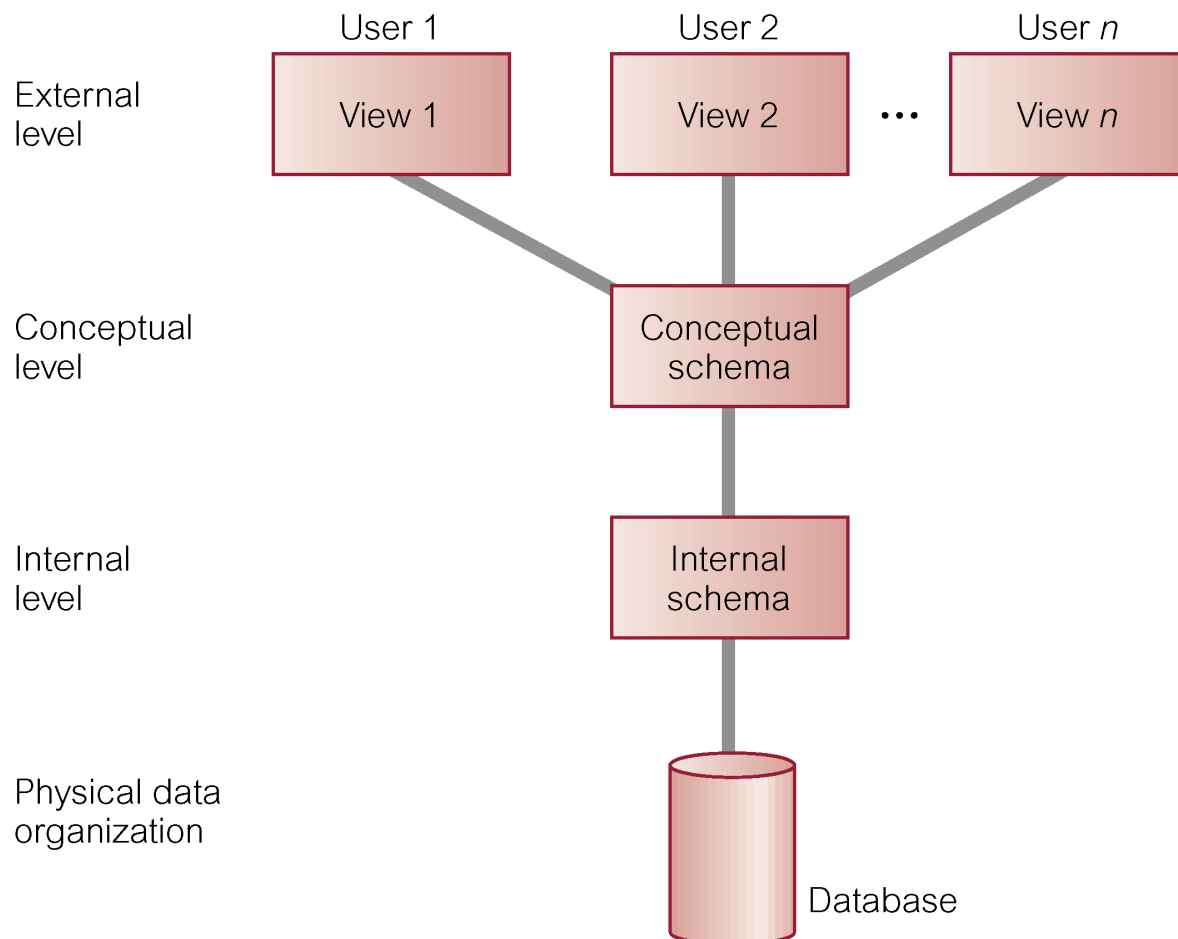 User 1
User 2
User n
External
level
View 1
View 2
...
View n
Conceptual
level
Conceptual
schema
Internal
level
Internal
schema
Physical data
organization
Database